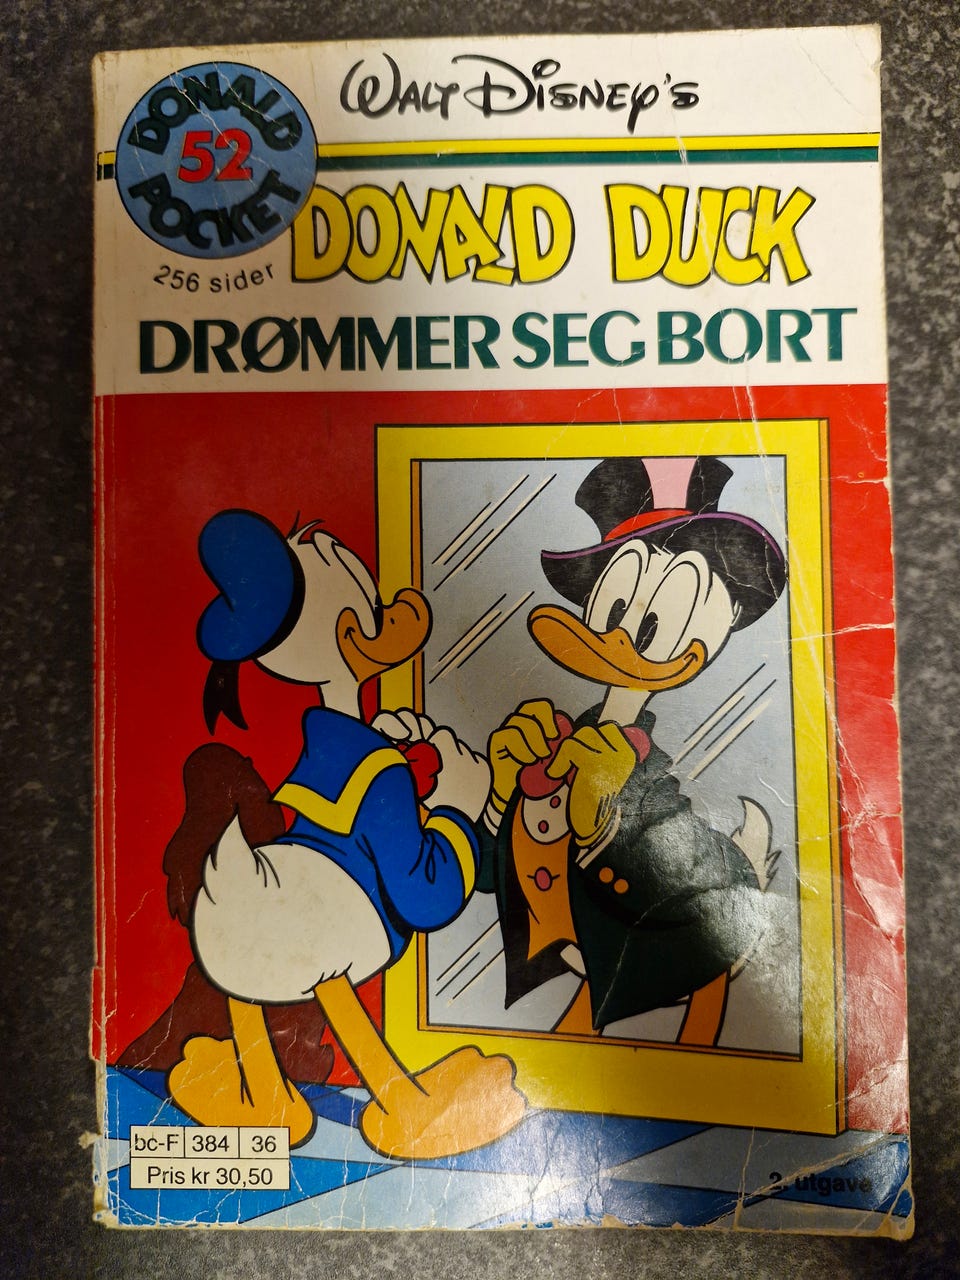 WALT DISNEY'S
DONALD
52
POCKET
256 sider
DONALD DUCK
DRØMMER SEG BORT
bc-F 384 36
Pris kr 30,50
2. utgave